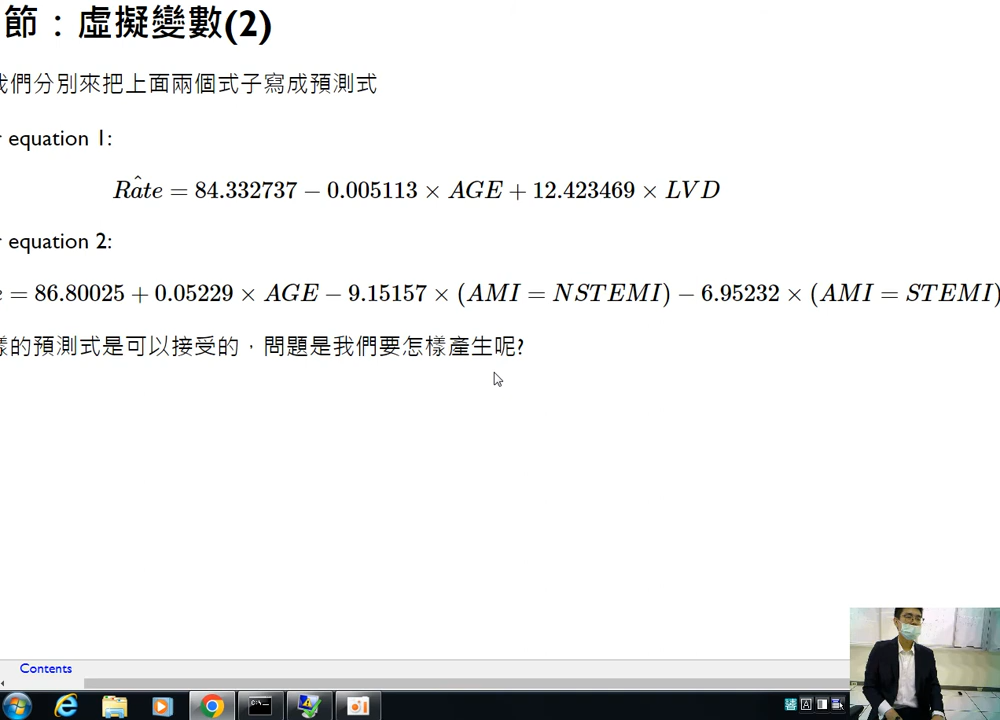 節：虛擬變數(2)
我們分別來把上面兩個式子寫成預測式
equation 1:
Râte = 84.332737 − 0.005113 × AGE + 12.423469 × LVD
equation 2:
e = 86.80025 + 0.05229 × AGE − 9.15157 × (AMI = NSTEMI) − 6.95232 × (AMI = STEMI)
樣的預測式是可以接受的，問題是我們要怎樣產生呢?
Contents